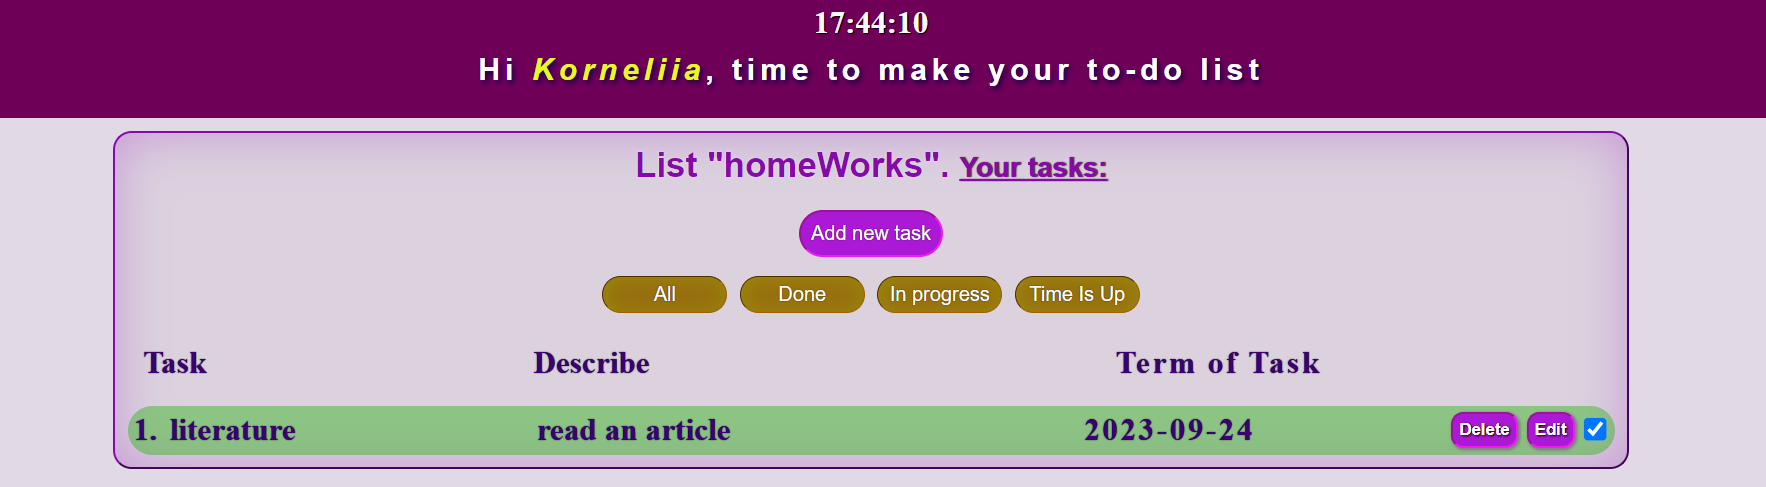 17:44:10
Hi Korneliia, time to make your to-do list
List "homeWorks". Your tasks:
Add new task
All Done In progress Time Is Up
Task Describe Term of Task
1. literature read an article 2023-09-24 Delete Edit